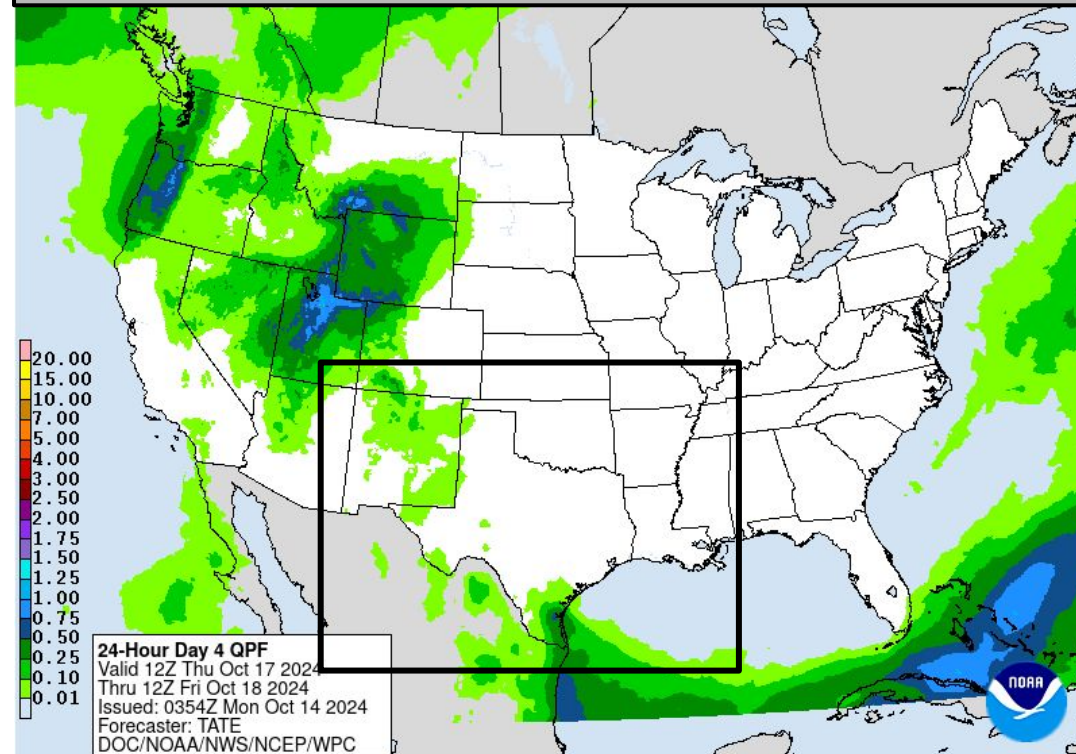 20.00
15.00
10.00
7.00
5.00
4.00
3.00
2.50
2.00
1.75
1.50
1.25
1.00
0.75
0.50
0.25
0.10
0.01
24-Hour Day 4 QPF
Valid 12Z Thu Oct 17 2024
Thru 12Z Fri Oct 18 2024
Issued: 0354Z Mon Oct 14 2024
Forecaster: TATE
DOC/NOAA/NWS/NCEP/WPC
NOAA